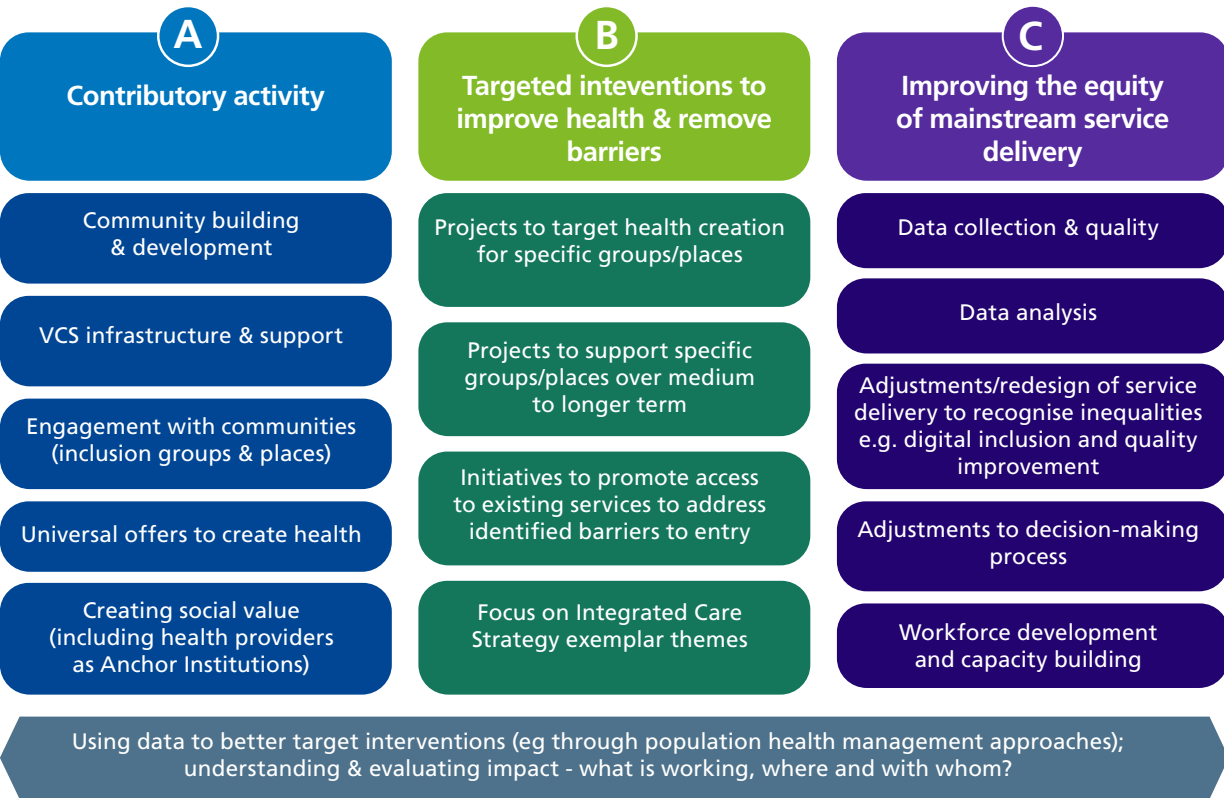 A
Contributory activity
Community building
& development
VCS infrastructure & support
Engagement with communities
(inclusion groups & places)
Universal offers to create health
Creating social value
(including health providers
as Anchor Institutions)
B
Targeted inteventions to
improve health & remove
barriers
Projects to target health creation
for specific groups/places
Projects to support specific
groups/places over medium
to longer term
Initiatives to promote access
to existing services to address
identified barriers to entry
Focus on Integrated Care
Strategy exemplar themes
C
Improving the equity
of mainstream service
delivery
Data collection & quality
Data analysis
Adjustments/redesign of service
delivery to recognise inequalities
e.g. digital inclusion and quality
improvement
Adjustments to decision-making
process
Workforce development
and capacity building
Using data to better target interventions (eg through population health management approaches);
understanding & evaluating impact - what is working, where and with whom?